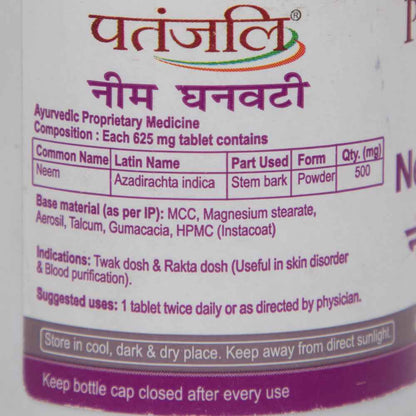 पतंजलि®
नीम घनवटी
Ayurvedic Proprietary Medicine
Composition : Each 625 mg tablet contains
Common Name Latin Name Part Used Form Qty. (mg)
Neem Azadirachta indica Stem bark Powder 500
Base material (as per IP): MCC, Magnesium stearate,
Aerosil, Talcum, Gumacacia, HPMC (Instacoat)
Indications: Twak dosh & Rakta dosh (Useful in skin disorder
& Blood purification).
Suggested uses: 1 tablet twice daily or as directed by physician.
Store in cool, dark & dry place. Keep away from direct sunlight.
Keep bottle cap closed after every use